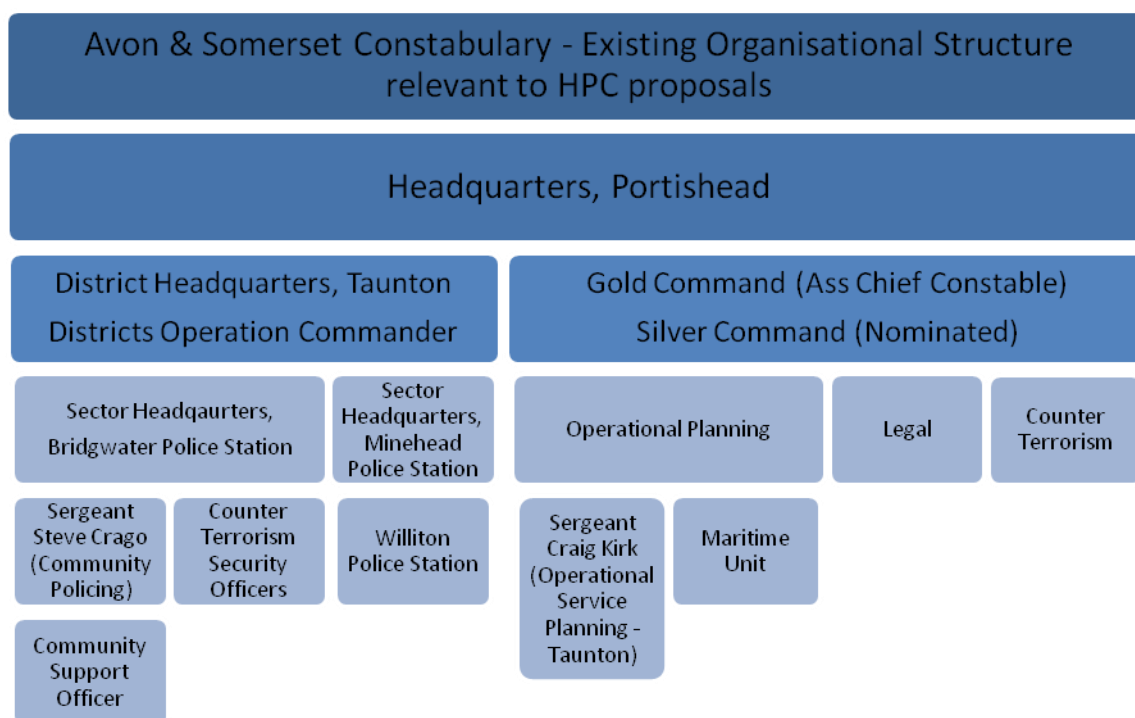 Avon & Somerset Constabulary - Existing Organisational Structure
relevant to HPC proposals
Headquarters, Portishead
District Headquarters, Taunton
Districts Operation Commander
Gold Command (Ass Chief Constable)
Silver Command (Nominated)
Sector Headqaurters,
Bridgwater Police Station
Sector
Headquarters,
Minehead
Police Station
Operational Planning
Legal
Counter
Terrorism
Sergeant
Steve Crago
(Community
Policing)
Counter
Terrorism
Security
Officers
Williton
Police Station
Sergeant
Craig Kirk
(Operational
Service
Planning -
Taunton)
Maritime
Unit
Community
Support
Officer